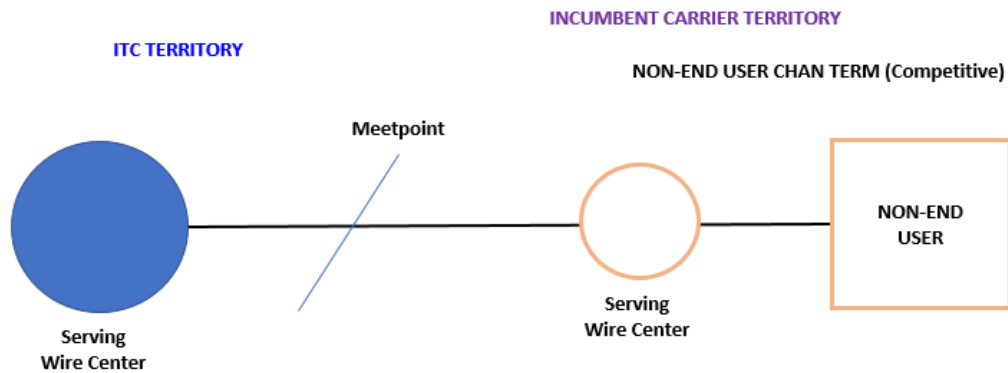 INCUMBENT CARRIER TERRITORY
ITC TERRITORY
NON-END USER CHAN TERM (Competitive)
Meetpoint
NON-END
USER
Serving
Wire Center
Serving
Wire Center